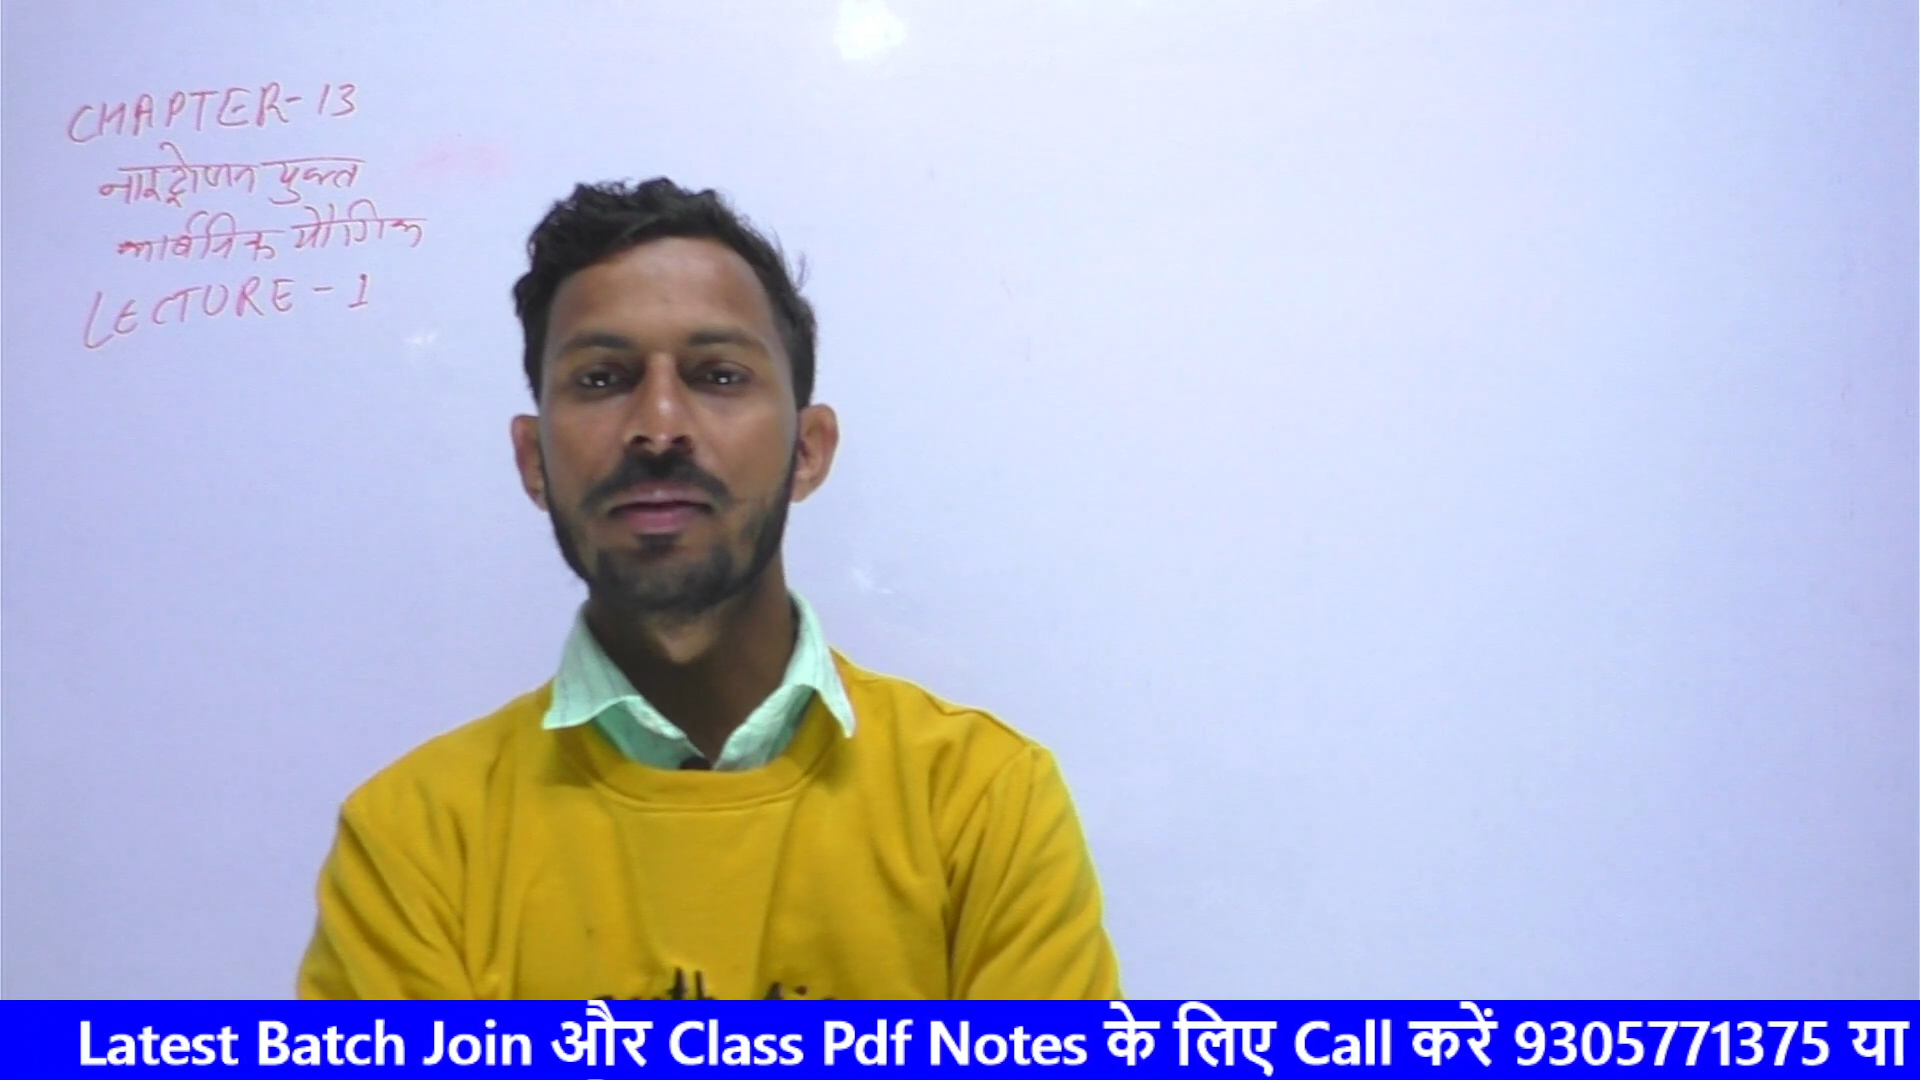 CHAPTER-13
नाइट्रोजन युक्त
कार्बनिक यौगिक
LECTURE-1
Latest Batch Join और Class Pdf Notes के लिए Call करें 9305771375 या